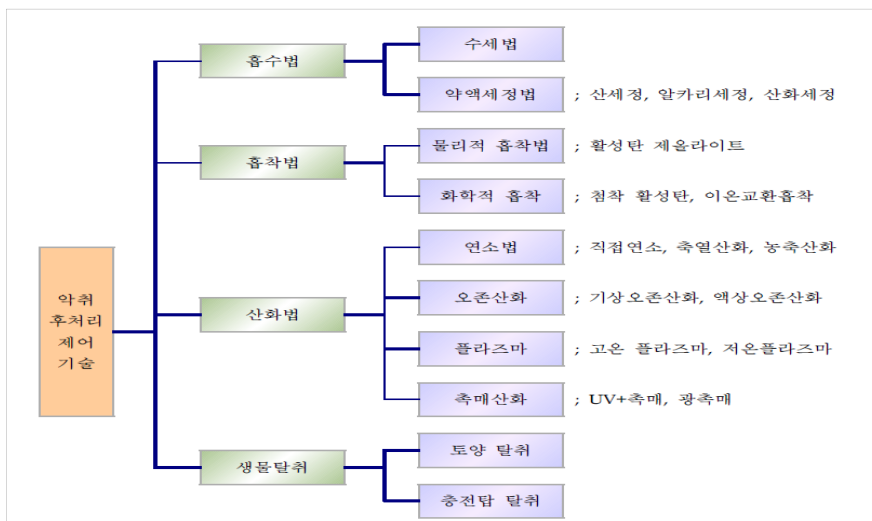 흡수법
수세법
약액세정법 ; 산세정, 알카리세정, 산화세정
흡착법
물리적 흡착법 ; 활성탄 제올라이트
화학적 흡착 ; 첨착 활성탄, 이온교환흡착
악취
후처리
제어
기술
산화법
연소법 ; 직접연소, 축열산화, 농축산화
오존산화 ; 기상오존산화, 액상오존산화
플라즈마 ; 고온 플라즈마, 저온플라즈마
촉매산화 ; UV+촉매, 광촉매
생물탈취
토양 탈취
충전탑 탈취